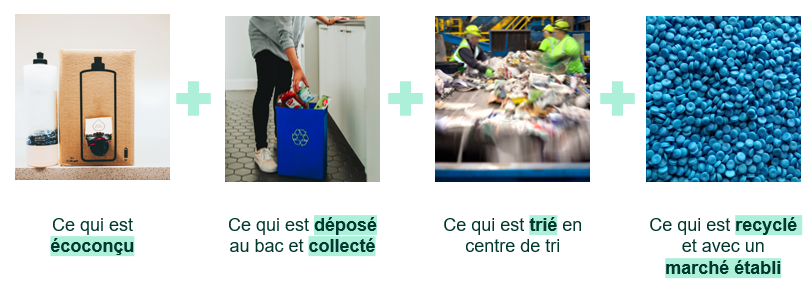 Ce qui est
écoconçu
Ce qui est déposé
au bac et collecté
Ce qui est trié en
centre de tri
Ce qui est recyclé
et avec un
marché établi